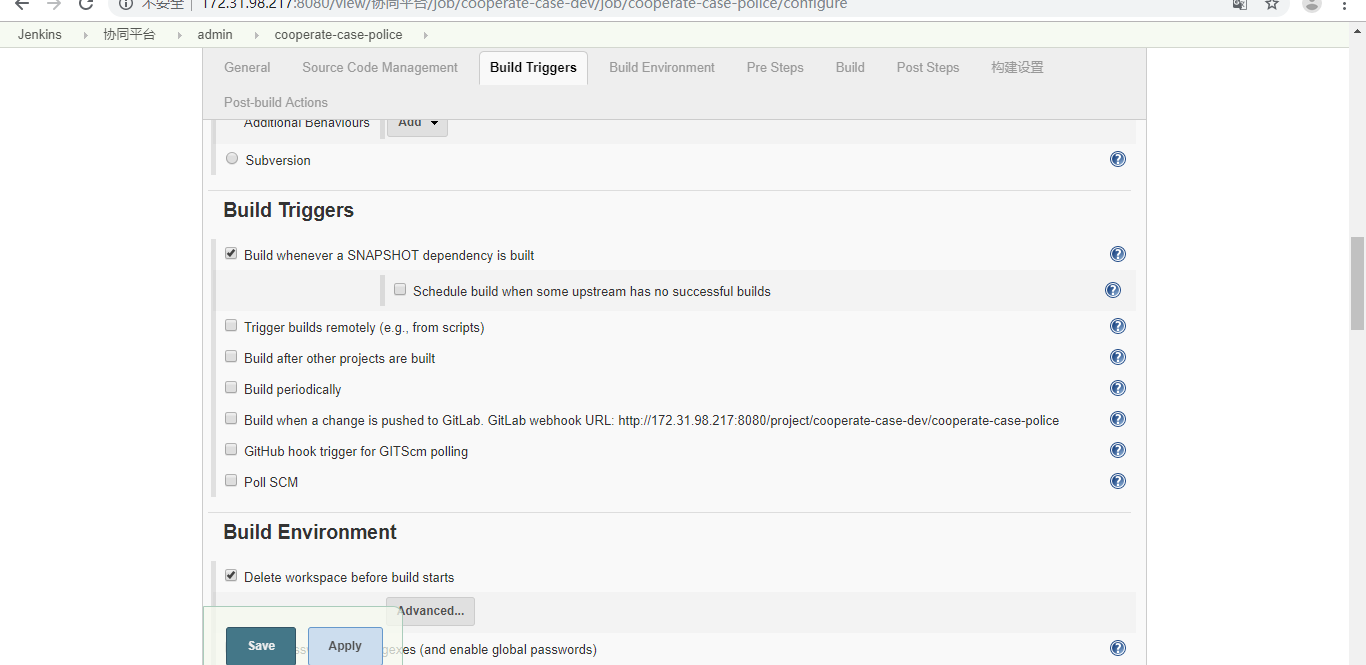 不安全 | 172.31.98.217:8080/view/协同平台/job/cooperate-case-dev/job/cooperate-case-police/configure
Jenkins 协同平台 admin cooperate-case-police
General Source Code Management Build Triggers Build Environment Pre Steps Build Post Steps 构建设置
Post-build Actions
Additional Behaviours Add
Subversion
Build Triggers
Build whenever a SNAPSHOT dependency is built
Schedule build when some upstream has no successful builds
Trigger builds remotely (e.g., from scripts)
Build after other projects are built
Build periodically
Build when a change is pushed to GitLab. GitLab webhook URL: http://172.31.98.217:8080/project/cooperate-case-dev/cooperate-case-police
GitHub hook trigger for GITScm polling
Poll SCM
Build Environment
Delete workspace before build starts
Advanced...
Save Apply (and enable global passwords)